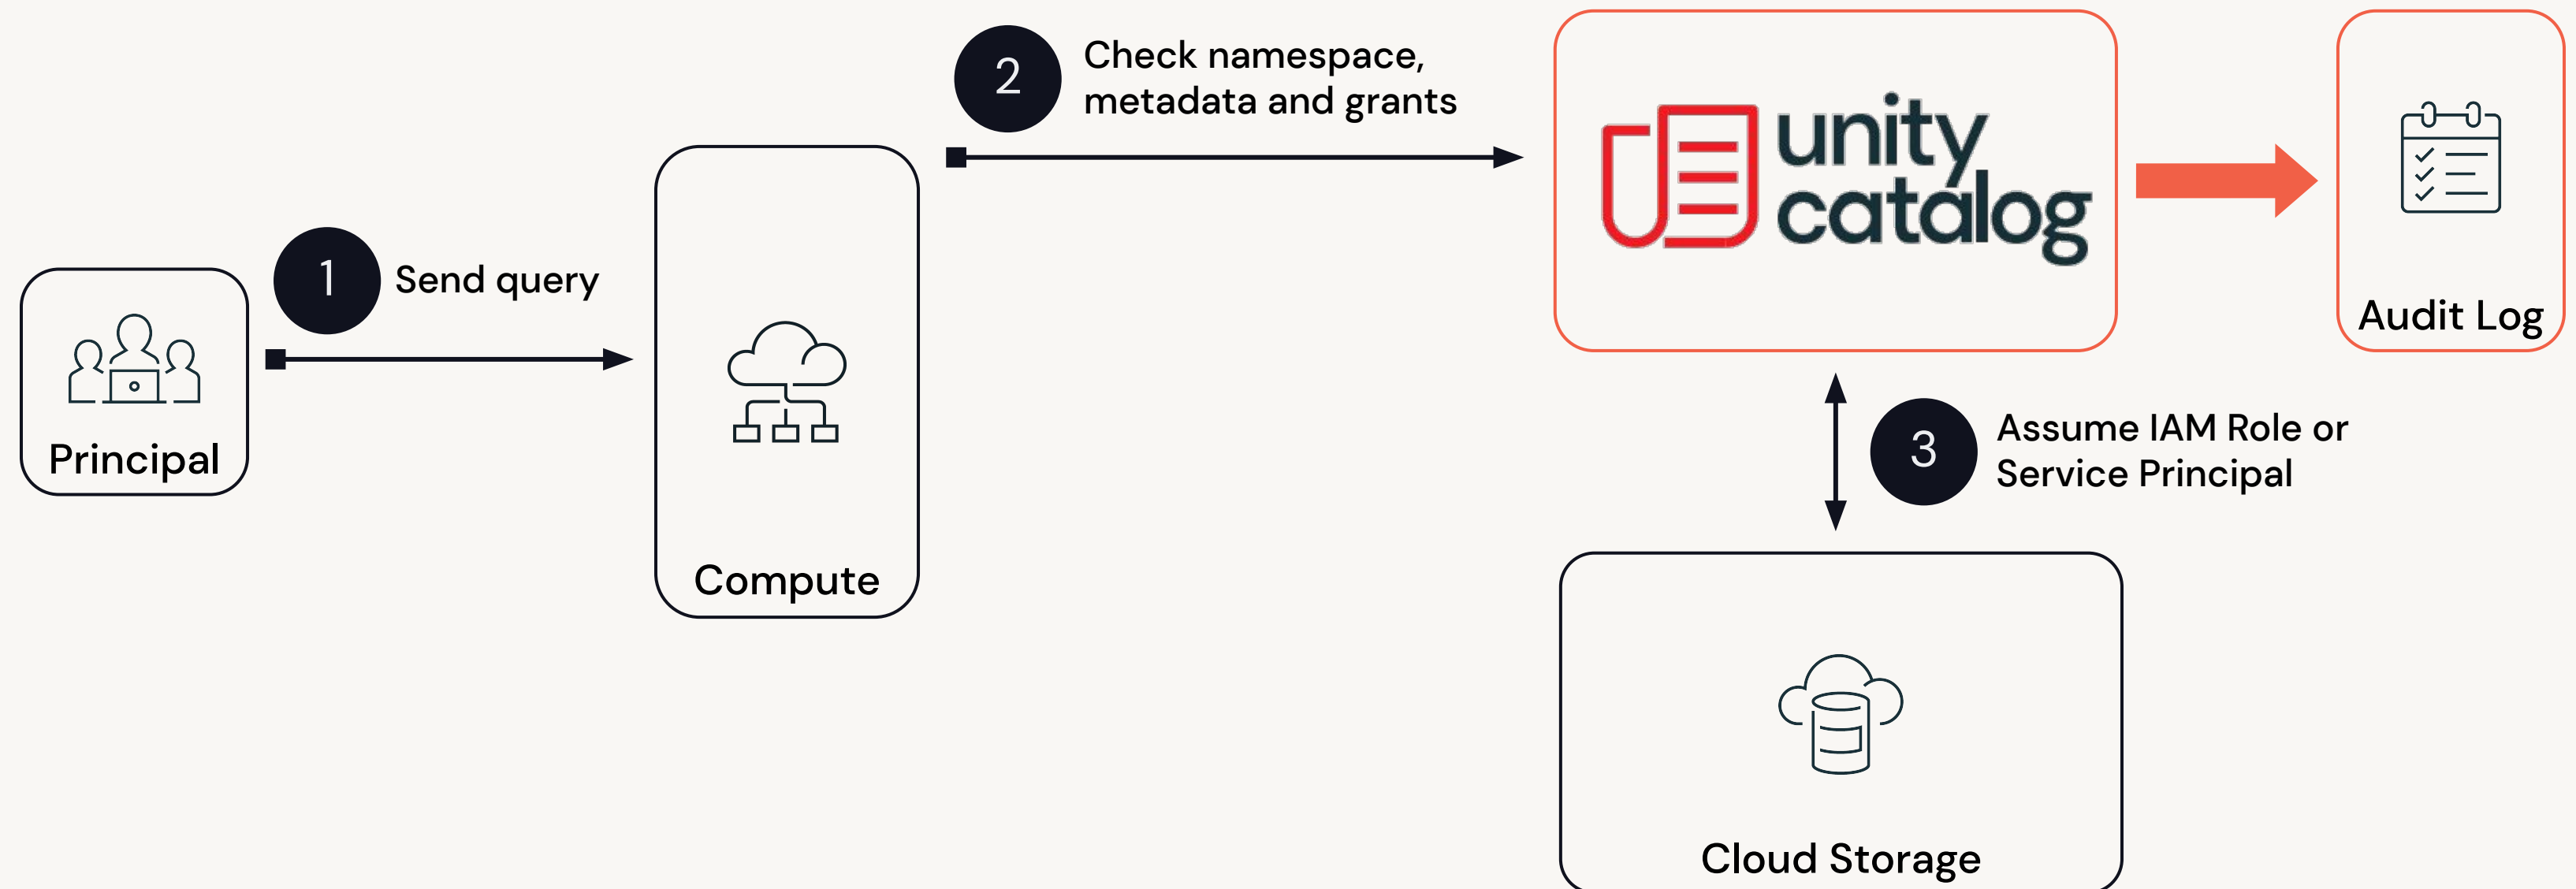 1
Send query
Principal
Compute
2
Check namespace,
metadata and grants
unity
catalog
Audit Log
3
Assume IAM Role or
Service Principal
Cloud Storage